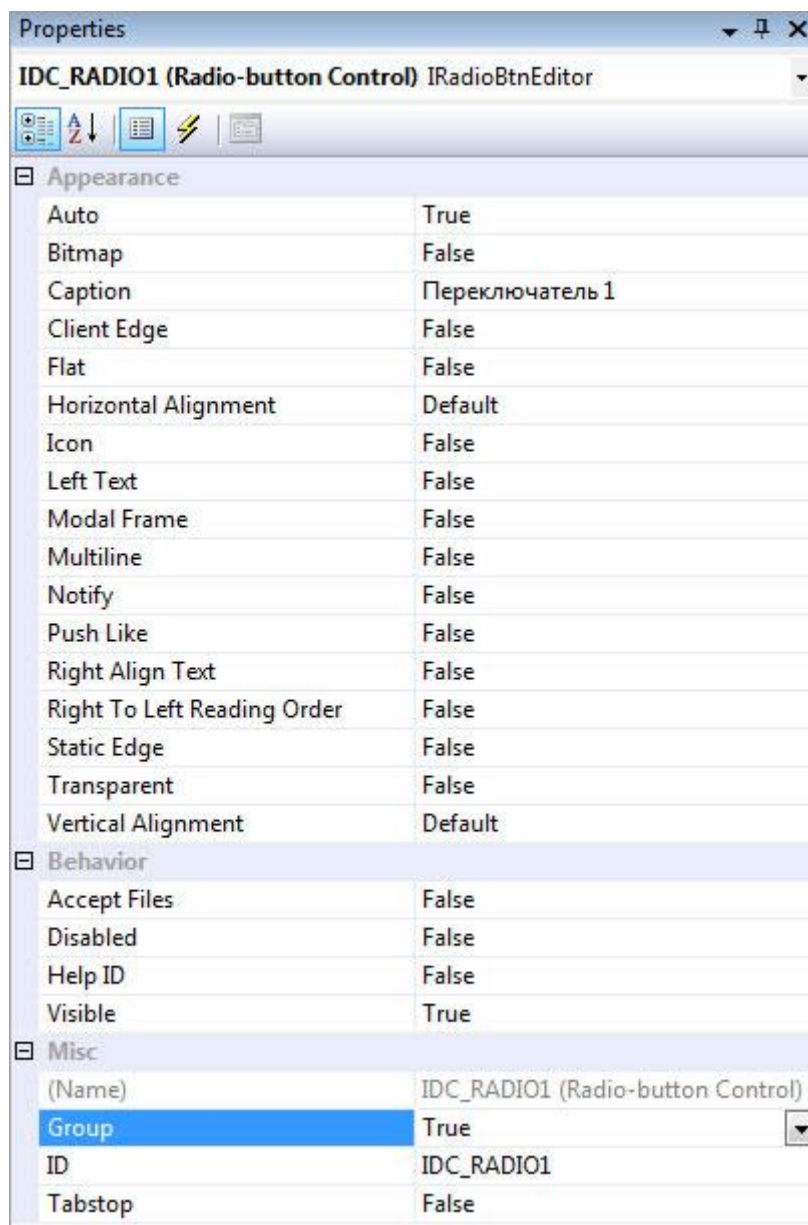 Properties
IDC_RADIO1 (Radio-button Control) IRadioBtnEditor
Appearance
Auto True
Bitmap False
Caption Переключатель 1
Client Edge False
Flat False
Horizontal Alignment Default
Icon False
Left Text False
Modal Frame False
Multiline False
Notify False
Push Like False
Right Align Text False
Right To Left Reading Order False
Static Edge False
Transparent False
Vertical Alignment Default
Behavior
Accept Files False
Disabled False
Help ID False
Visible True
Misc
(Name) IDC_RADIO1 (Radio-button Control)
Group True
ID IDC_RADIO1
Tabstop False